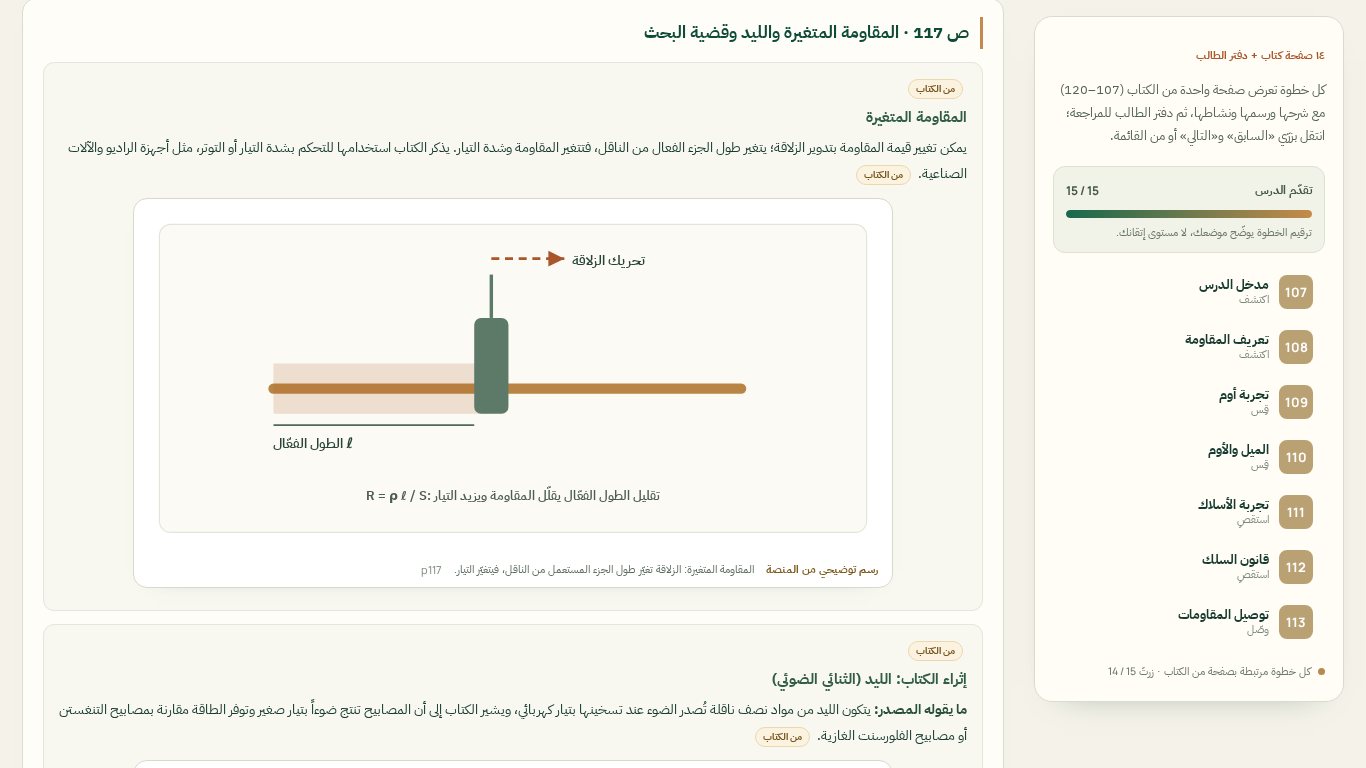 ١٤ صفحة كتاب + دفتر الطالب
كل خطوة تعرض صفحة واحدة من الكتاب (107–120)
مع شرحها ورسمها ونشاطها، ثم دفتر الطالب للمراجعة؛
انتقل بزرّي «السابق» و«التالي» أو من القائمة.
تقدّم الدرس
15 / 15
ترقيم الخطوة يوضّح موضعك، لا مستوى إتقانك.
107
مدخل الدرس
اكتشف
108
تعريف المقاومة
اكتشف
109
تجربة أوم
قِس
110
الميل والأوم
قِس
111
تجربة الأسلاك
استقصِ
112
قانون السلك
استقصِ
113
توصيل المقاومات
وصّل
كل خطوة مرتبطة بصفحة من الكتاب · زرتَ 15 / 14
ص 117 · المقاومة المتغيرة والليد وقضية البحث
من الكتاب
المقاومة المتغيرة
يمكن تغيير قيمة المقاومة بتدوير الزلاقة؛ يتغير طول الجزء الفعال من الناقل، فتتغير المقاومة وشدة التيار. يذكر الكتاب استخدامها للتحكم بشدة التيار أو التوتر، مثل أجهزة الراديو والآلات
الصناعية. من الكتاب
تحريك الزلاقة
الطول الفعّال ℓ
تقليل الطول الفعّال يقلّل المقاومة ويزيد التيار: R = ρ ℓ / S
رسم توضيحي من المنصة المقاومة المتغيرة: الزلاقة تغيّر طول الجزء المستعمل من الناقل، فيتغيّر التيار. p117
من الكتاب
إثراء الكتاب: الليد (الثنائي الضوئي)
ما يقوله المصدر: يتكون الليد من مواد نصف ناقلة تُصدر الضوء عند تسخينها بتيار كهربائي، ويشير الكتاب إلى أن المصابيح تنتج ضوءاً بتيار صغير وتوفر الطاقة مقارنة بمصابيح التنغستن
أو مصابيح الفلورسنت الغازية. من الكتاب